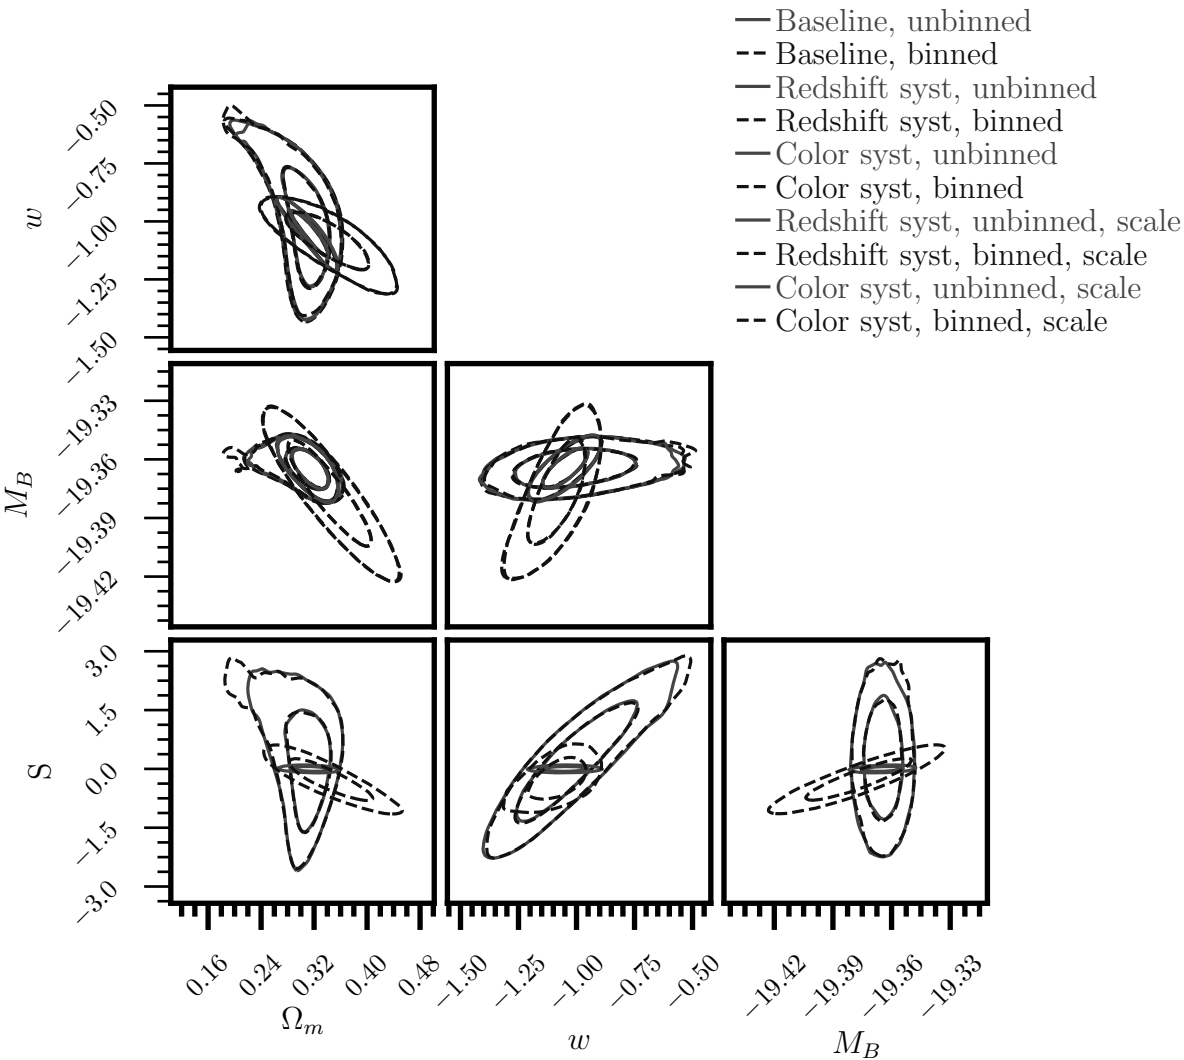 Baseline, unbinned
Baseline, binned
Redshift syst, unbinned
Redshift syst, binned
Color syst, unbinned
Color syst, binned
Redshift syst, unbinned, scale
Redshift syst, binned, scale
Color syst, unbinned, scale
Color syst, binned, scale
w
−0.50
−0.75
−1.00
−1.25
−1.50
M_B
−19.33
−19.36
−19.39
−19.42
S
3.0
1.5
0.0
−1.5
−3.0
0.16 0.24 0.32 0.40 0.48
Ω_m
−1.50 −1.25 −1.00 −0.75 −0.50
w
−19.42 −19.39 −19.36 −19.33
M_B